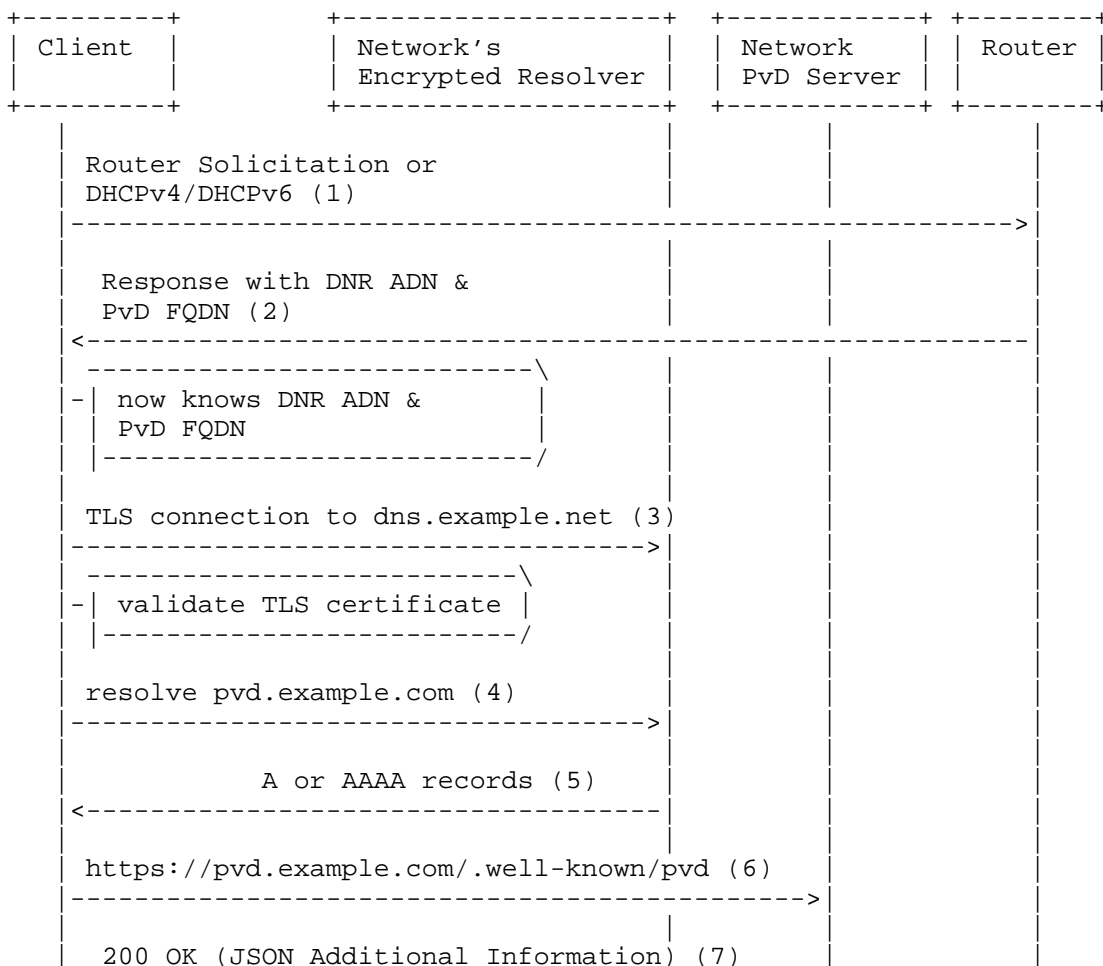 Client Network's Network Router
Encrypted Resolver PvD Server
Router Solicitation or
DHCPv4/DHCPv6 (1)
Response with DNR ADN &
PvD FQDN (2)
now knows DNR ADN &
PvD FQDN
TLS connection to dns.example.net (3)
validate TLS certificate
resolve pvd.example.com (4)
A or AAAA records (5)
https://pvd.example.com/.well-known/pvd (6)
200 OK (JSON Additional Information) (7)